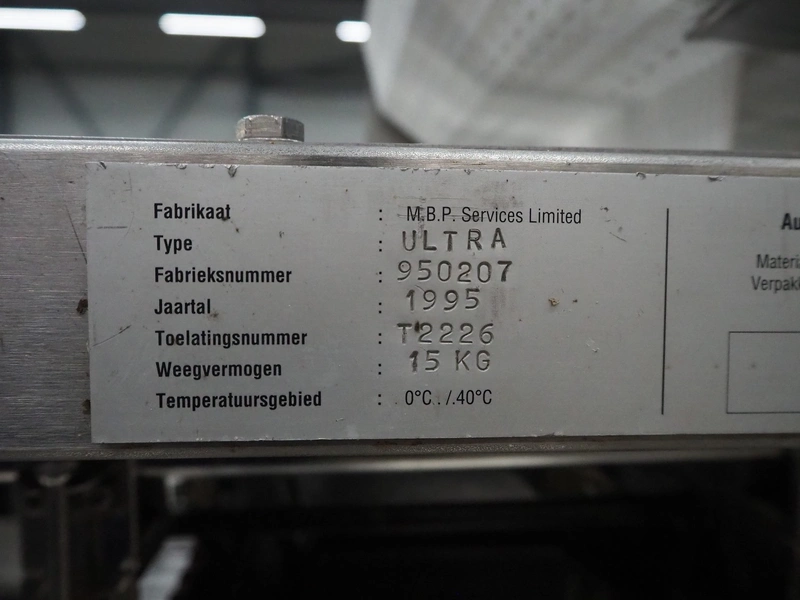 Fabrikaat : M.B.P. Services Limited
Type : ULTRA
Fabrieksnummer : 950207
Jaartal : 1995
Toelatingsnummer : T2226
Weegvermogen : 15 KG
Temperatuursgebied : 0°C ./.40°C